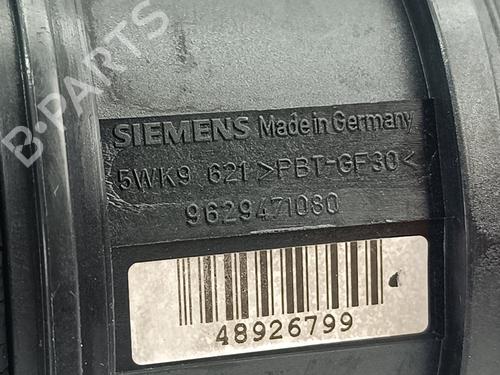 B-PARTS
SIEMENS Made in Germany
5WK9 621 >PBT-GF30<
9629471080
48926799